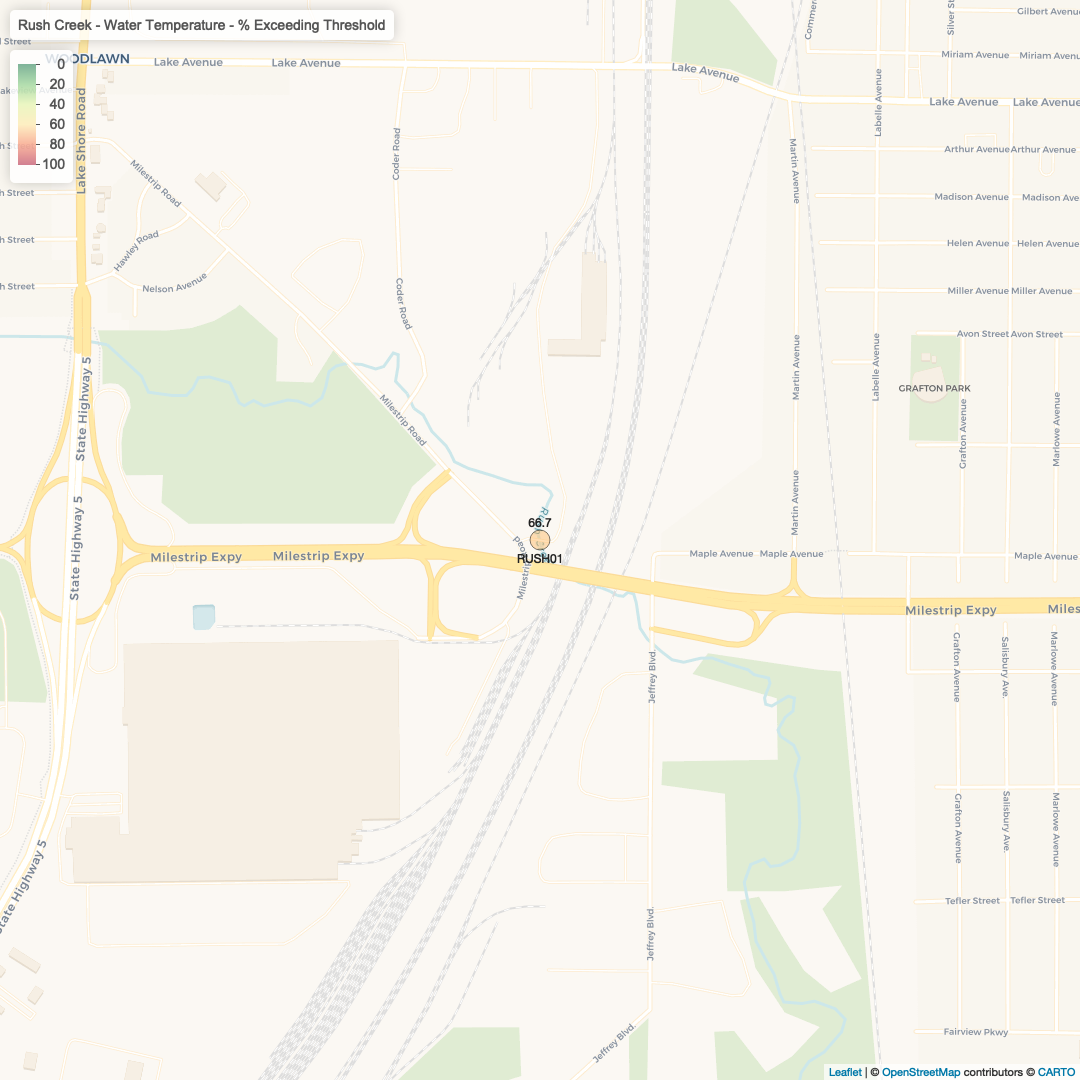 Rush Creek - Water Temperature - % Exceeding Threshold
WOODLAWN
0
20
40
60
80
100
Lake Avenue
Lake Avenue
Lake Avenue
Lake Avenue
Lake Avenue
Gilbert Avenue
Miriam Avenue
Miriam Avenue
Arthur Avenue
Arthur Avenue
Madison Avenue
Helen Avenue
Helen Avenue
Miller Avenue
Miller Avenue
Avon Street
Avon Street
Lake Shore Road
Coder Road
Coder Road
Labelle Avenue
Labelle Avenue
Martin Avenue
Martin Avenue
Martin Avenue
Milestrip Road
Hawley Road
Nelson Avenue
State Highway 5
State Highway 5
State Highway 5
GRAFTON PARK
Grafton Avenue
Marlowe Avenue
Milestrip Road
66.7
RUSH01
Milestrip Expy
Milestrip Expy
Maple Avenue
Maple Avenue
Maple Avenue
Milestrip Expy
Grafton Avenue
Salisbury Ave.
Marlowe Avenue
Jeffrey Blvd
Grafton Avenue
Salisbury Ave.
Marlowe Avenue
Tefler Street
Tefler Street
Jeffrey Blvd
Jeffrey Blvd.
Fairview Pkwy
Leaflet | © OpenStreetMap contributors © CARTO